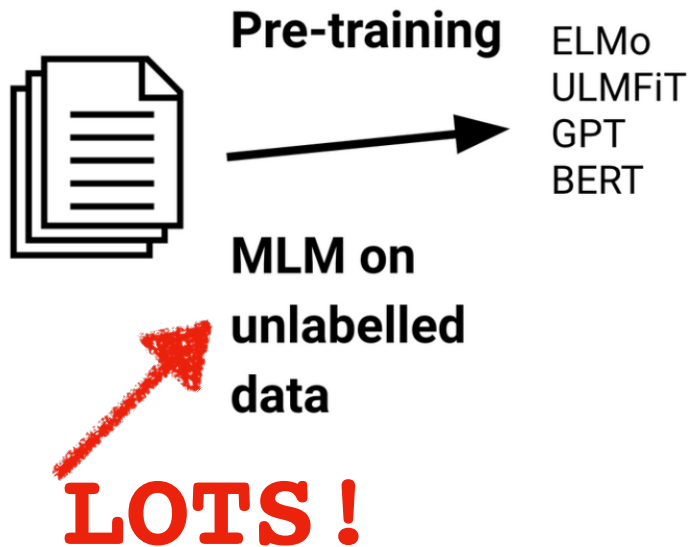 Pre-training
ELMo
ULMFiT
GPT
BERT
MLM on
unlabelled
data
LOTS!